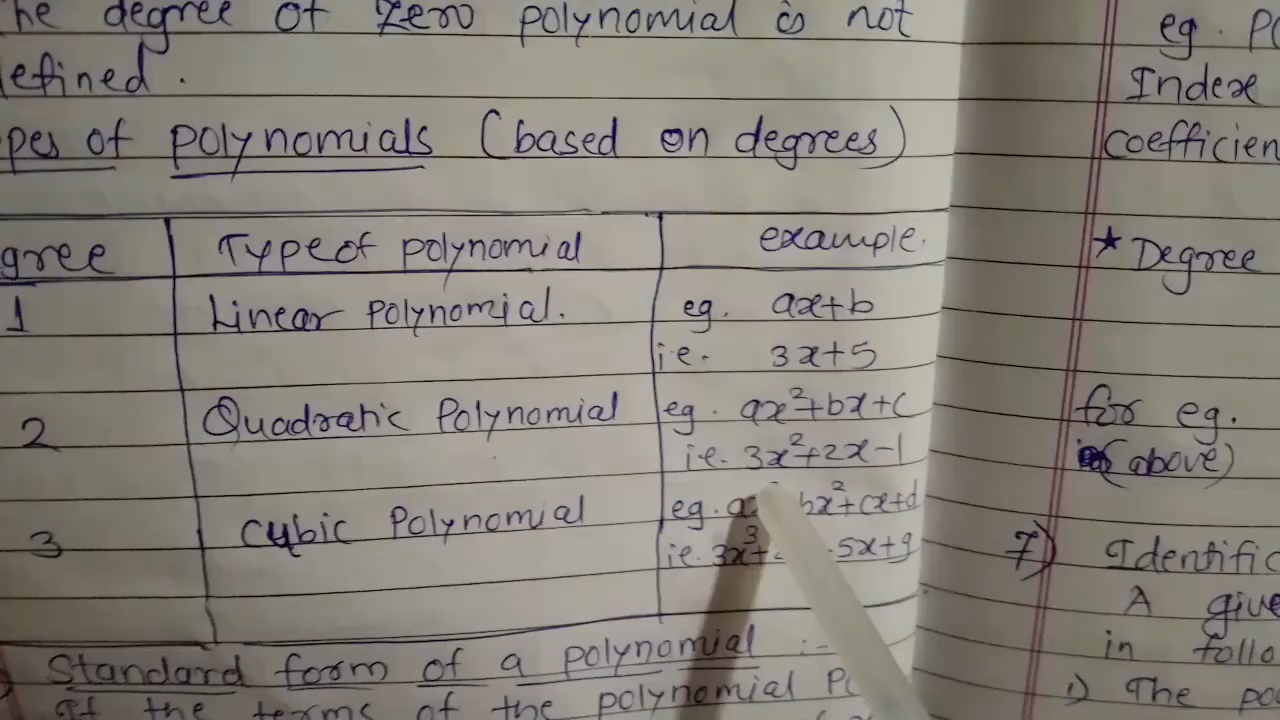 he degree of zero polynomial is not
efined.
pes of polynomials (based on degrees)
gree Type of polynomial example.
1 Linear Polynomial. eg. ax+b
i.e. 3x+5
2 Quadratic Polynomial eg. ax²+bx+c
i.e. 3x²+2x-1
3 Cubic Polynomial eg. a bx²+cx+d
ie. 3x³+ 5x+9
Standard form of a polynomial :-
If the terms of the polynomial P(
eg. P(
Index
coefficien
* Degree
for eg.
(above)
7) Identific
A give
in follo
1) The po